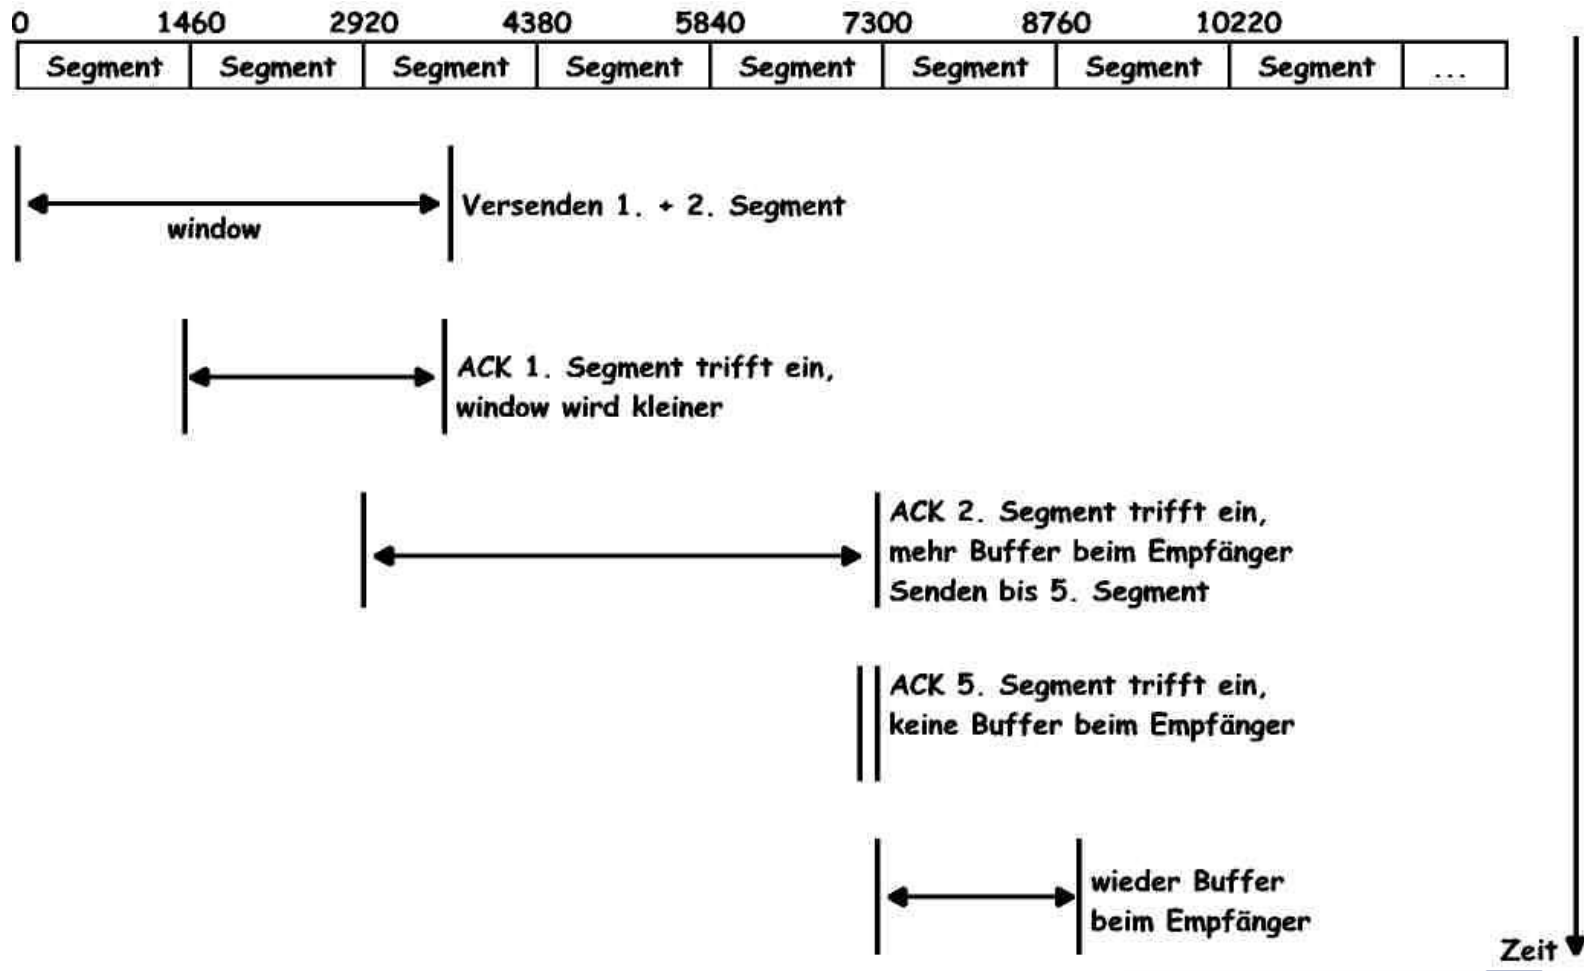 0 1460 2920 4380 5840 7300 8760 10220
Segment Segment Segment Segment Segment Segment Segment Segment ...
Versenden 1. + 2. Segment
window
ACK 1. Segment trifft ein,
window wird kleiner
ACK 2. Segment trifft ein,
mehr Buffer beim Empfänger
Senden bis 5. Segment
ACK 5. Segment trifft ein,
keine Buffer beim Empfänger
wieder Buffer
beim Empfänger
Zeit